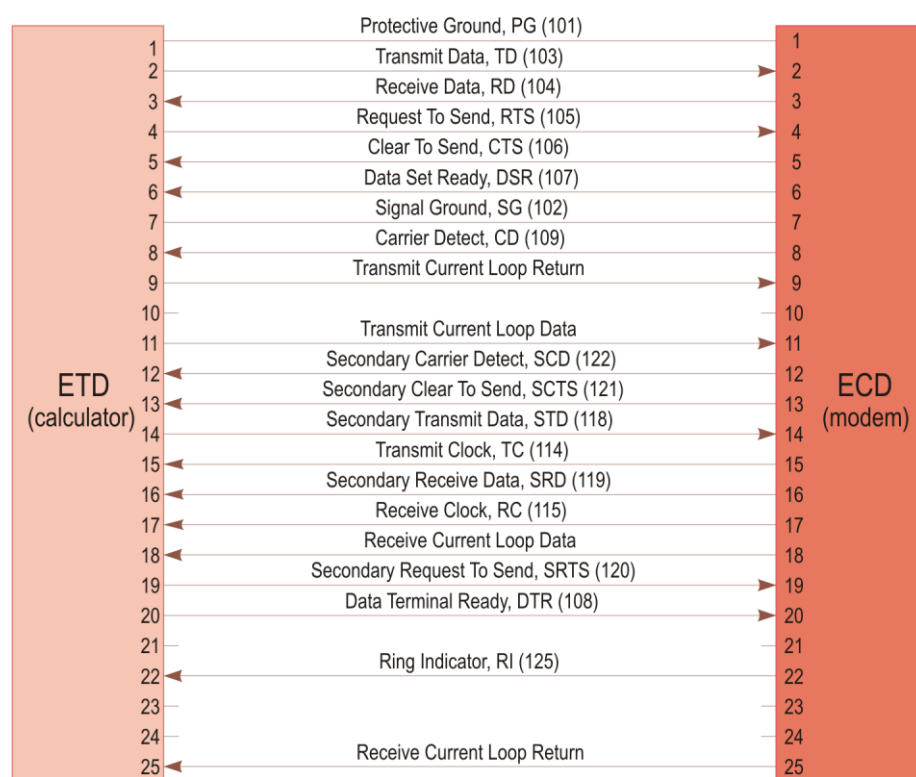 Protective Ground, PG (101)
1 1
Transmit Data, TD (103)
2 2
Receive Data, RD (104)
3 3
Request To Send, RTS (105)
4 4
Clear To Send, CTS (106)
5 5
Data Set Ready, DSR (107)
6 6
Signal Ground, SG (102)
7 7
Carrier Detect, CD (109)
8 8
Transmit Current Loop Return
9 9
10 10
Transmit Current Loop Data
11 11
Secondary Carrier Detect, SCD (122)
12 12
ETD
(calculator)
ECD
(modem)
Secondary Clear To Send, SCTS (121)
13 13
Secondary Transmit Data, STD (118)
14 14
Transmit Clock, TC (114)
15 15
Secondary Receive Data, SRD (119)
16 16
Receive Clock, RC (115)
17 17
Receive Current Loop Data
18 18
Secondary Request To Send, SRTS (120)
19 19
Data Terminal Ready, DTR (108)
20 20
21 21
Ring Indicator, RI (125)
22 22
23 23
24 24
Receive Current Loop Return
25 25